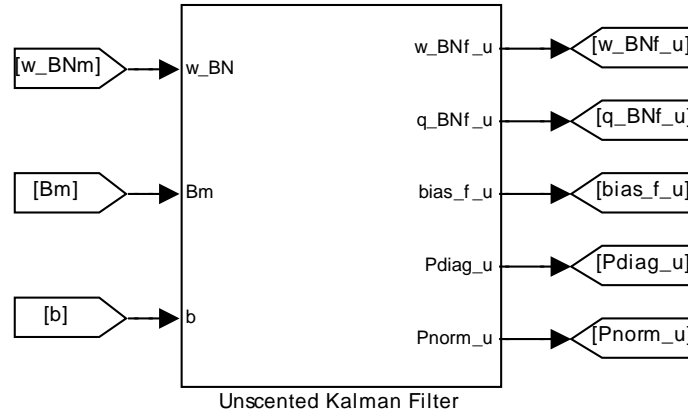 [w_BNm]
w_BN
w_BNf_u
[w_BNf_u]
q_BNf_u
[q_BNf_u]
[Bm]
Bm
bias_f_u
[bias_f_u]
Pdiag_u
[Pdiag_u]
[b]
b
Pnorm_u
[Pnorm_u]
Unscented Kalman Filter